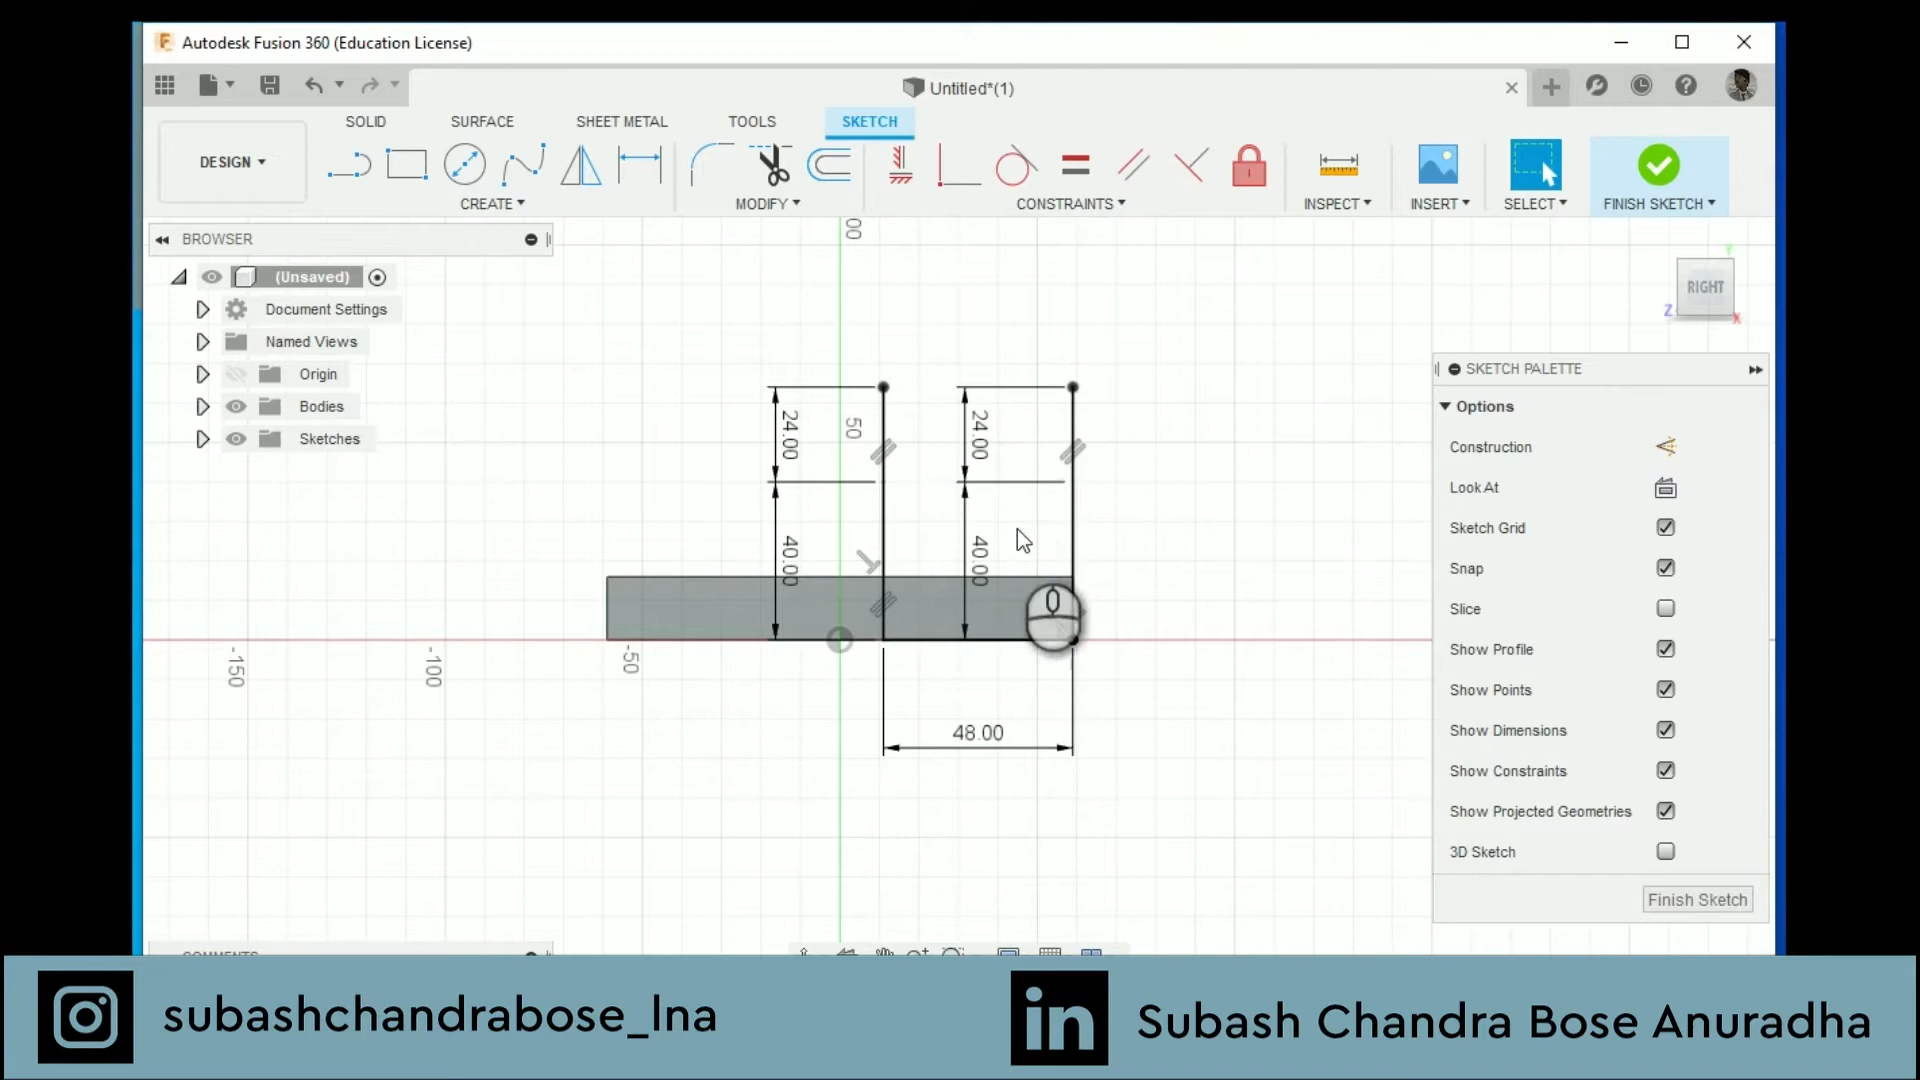 Autodesk Fusion 360 (Education License)
Untitled*(1)
SOLID SURFACE SHEET METAL TOOLS SKETCH
DESIGN
CREATE MODIFY CONSTRAINTS INSPECT INSERT SELECT FINISH SKETCH
BROWSER
(Unsaved)
Document Settings
Named Views
Origin
Bodies
Sketches
00
RIGHT
Y
Z
X
24.00
50
24.00
40.00
40.00
-150
-100
-50
48.00
SKETCH PALETTE
Options
Construction
Look At
Sketch Grid
Snap
Slice
Show Profile
Show Points
Show Dimensions
Show Constraints
Show Projected Geometries
3D Sketch
Finish Sketch
COMMENTS
subashchandrabose_lna
in
Subash Chandra Bose Anuradha